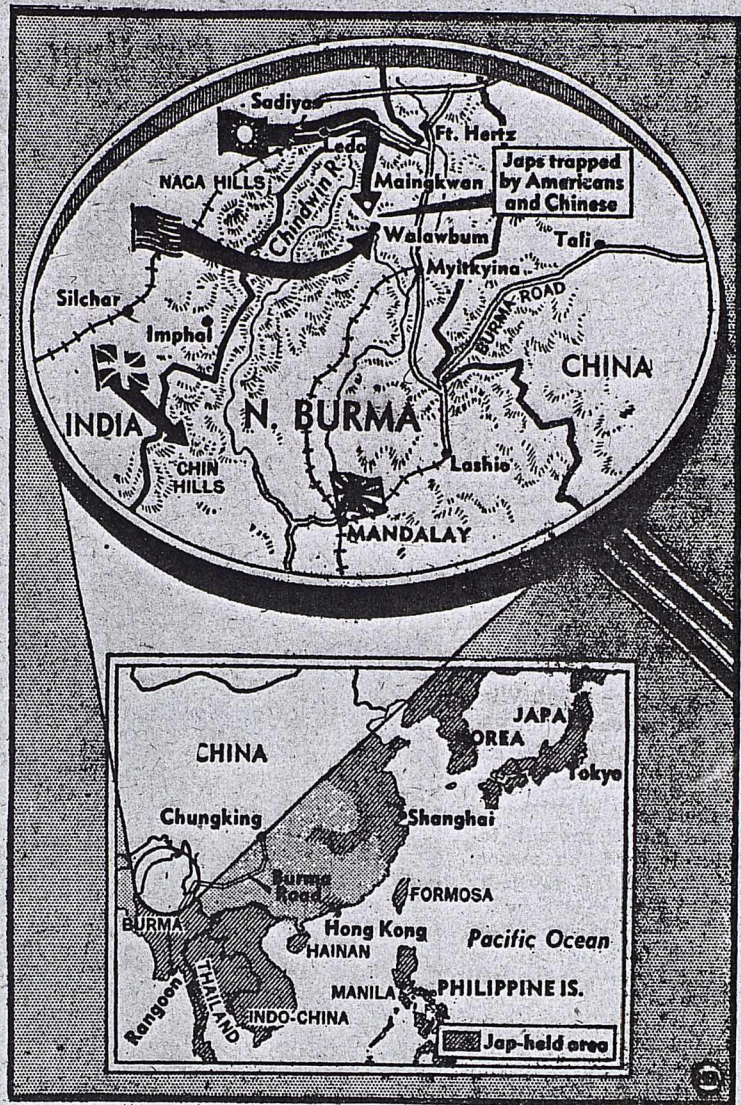 Sadiya
Ledo
Ft. Hertz
NAGA HILLS
Chindwin R.
Maingkwan
Japs trapped
by Americans
and Chinese
Walawbum
Tali
Myitkyina
Silchar
Imphal
BURMA ROAD
CHINA
INDIA
N. BURMA
CHIN
HILLS
Lashio
MANDALAY
JAPA
OREA
CHINA
Tokyo
Chungking
Shanghai
Burma
Road
FORMOSA
BURMA
Hong Kong
HAINAN
Pacific Ocean
Rangoon
THAILAND
MANILA
PHILIPPINE IS.
INDO-CHINA
Jap-held area